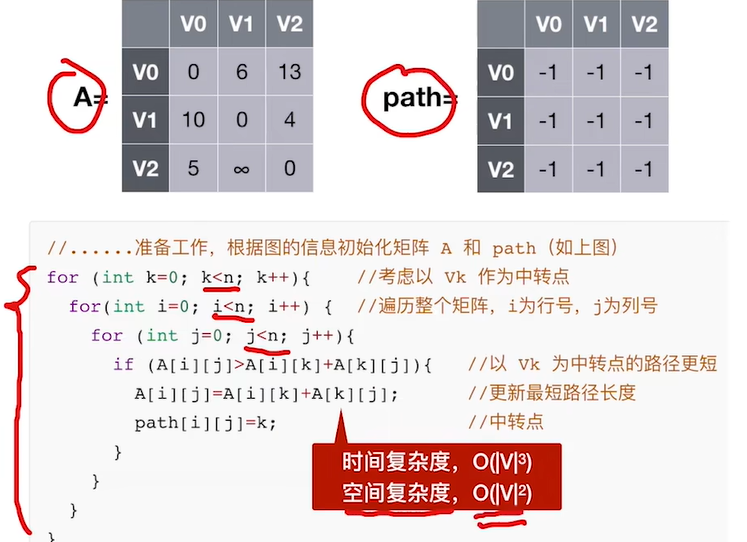 V0 V1 V2
V0 0 6 13
A= V1 10 0 4
V2 5 ∞ 0
V0 V1 V2
V0 -1 -1 -1
path= V1 -1 -1 -1
V2 -1 -1 -1
//......准备工作，根据图的信息初始化矩阵 A 和 path（如上图）
for (int k=0; k<n; k++){ //考虑以 Vk 作为中转点
for(int i=0; i<n; i++) { //遍历整个矩阵，i为行号，j为列号
for (int j=0; j<n; j++){
if (A[i][j]>A[i][k]+A[k][j]){ //以 Vk 为中转点的路径更短
A[i][j]=A[i][k]+A[k][j]; //更新最短路径长度
path[i][j]=k; //中转点
}
}
}
}
时间复杂度，O(|V|³)
空间复杂度，O(|V|²)